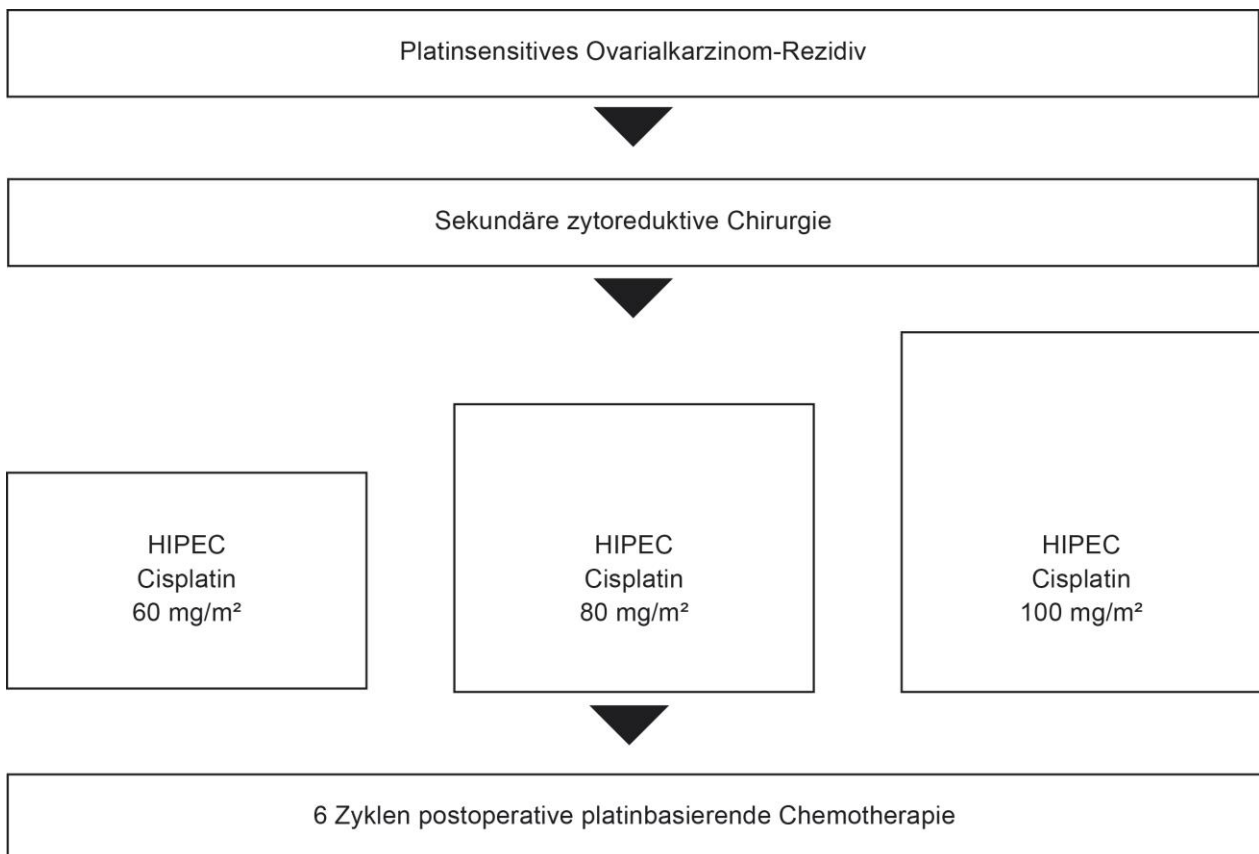 Platinsensitives Ovarialkarzinom-Rezidiv
Sekundäre zytoreduktive Chirurgie
HIPEC
Cisplatin
60 mg/m²
HIPEC
Cisplatin
80 mg/m²
HIPEC
Cisplatin
100 mg/m²
6 Zyklen postoperative platinbasierende Chemotherapie